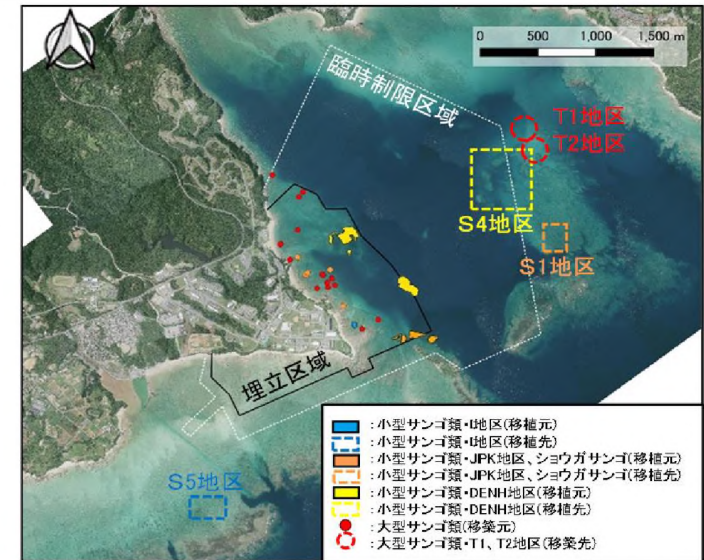 0 500 1,000 1,500 m
臨時制限区域
T1地区
T2地区
S4地区
S1地区
埋立区域
S5地区
:小型サンゴ類・I地区(移植元)
:小型サンゴ類・I地区(移植先)
:小型サンゴ類・JPK地区、ショウガサンゴ(移植元)
:小型サンゴ類・JPK地区、ショウガサンゴ(移植先)
:小型サンゴ類・DENH地区(移植元)
:小型サンゴ類・DENH地区(移植先)
:大型サンゴ類(移築元)
:大型サンゴ類・T1、T2地区(移築先)